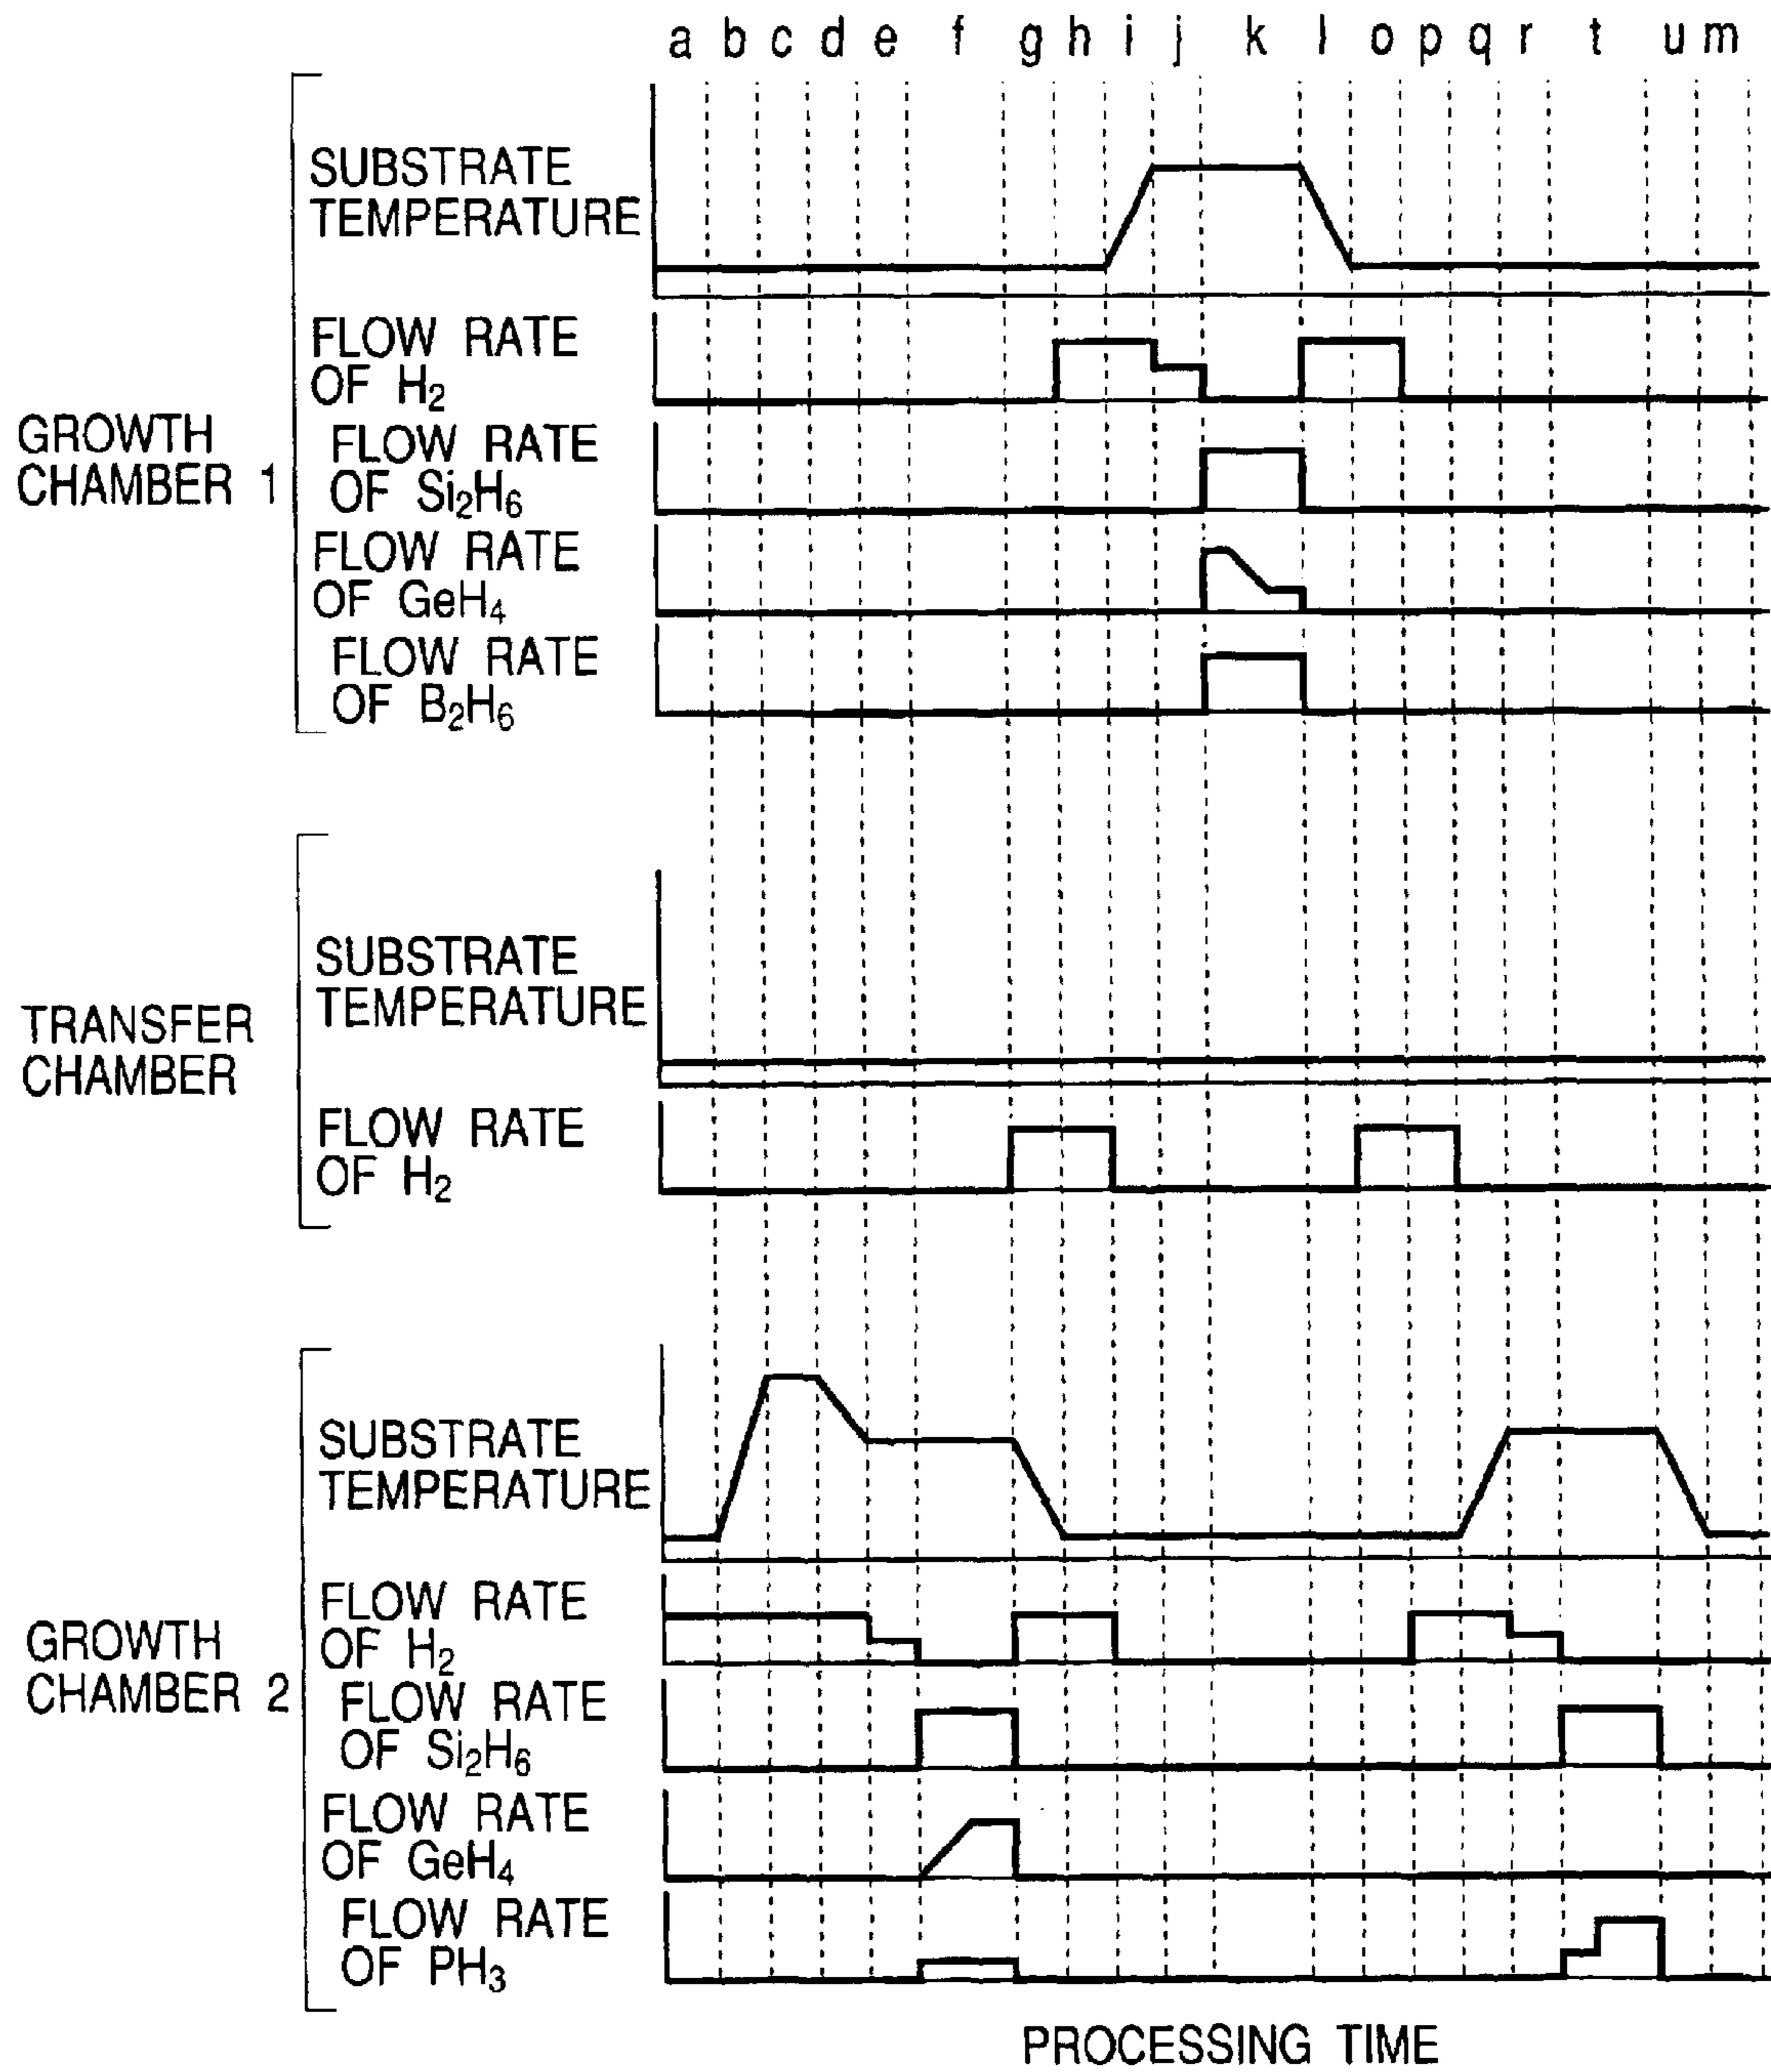 a b c d e f g h i j k l o p q r t u m
GROWTH
CHAMBER 1
SUBSTRATE
TEMPERATURE
FLOW RATE
OF H2
FLOW RATE
OF Si2H6
FLOW RATE
OF GeH4
FLOW RATE
OF B2H6
TRANSFER
CHAMBER
SUBSTRATE
TEMPERATURE
FLOW RATE
OF H2
GROWTH
CHAMBER 2
SUBSTRATE
TEMPERATURE
FLOW RATE
OF H2
FLOW RATE
OF Si2H6
FLOW RATE
OF GeH4
FLOW RATE
OF PH3
PROCESSING TIME